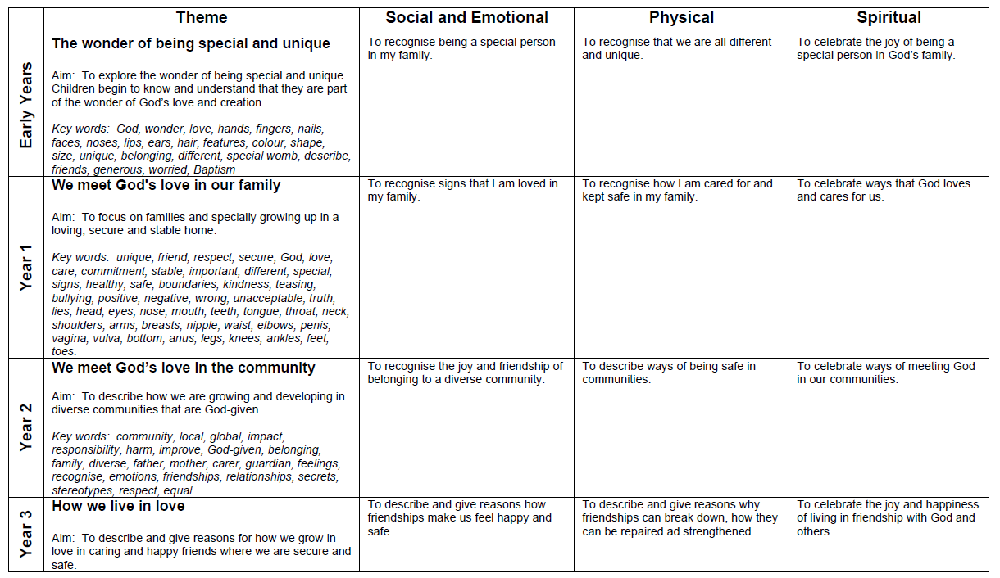 Theme
Social and Emotional
Physical
Spiritual
Early Years
The wonder of being special and unique
Aim:  To explore the wonder of being special and unique.
Children begin to know and understand that they are part
of the wonder of God's love and creation.
Key words:  God, wonder, love, hands, fingers, nails,
faces, noses, lips, ears, hair, features, colour, shape,
size, unique, belonging, different, special womb, describe,
friends, generous, worried, Baptism
To recognise being a special person
in my family.
To recognise that we are all different
and unique.
To celebrate the joy of being a
special person in God's family.
Year 1
We meet God's love in our family
Aim:  To focus on families and specially growing up in a
loving, secure and stable home.
Key words:  unique, friend, respect, secure, God, love,
care, commitment, stable, important, different, special,
signs, healthy, safe, boundaries, kindness, teasing,
bullying, positive, negative, wrong, unacceptable, truth,
lies, head, eyes, nose, mouth, teeth, tongue, throat, neck,
shoulders, arms, breasts, nipple, waist, elbows, penis,
vagina, vulva, bottom, anus, legs, knees, ankles, feet,
toes.
To recognise signs that I am loved in
my family.
To recognise how I am cared for and
kept safe in my family.
To celebrate ways that God loves
and cares for us.
Year 2
We meet God's love in the community
Aim:  To describe how we are growing and developing in
diverse communities that are God-given.
Key words:  community, local, global, impact,
responsibility, harm, improve, God-given, belonging,
family, diverse, father, mother, carer, guardian, feelings,
recognise, emotions, friendships, relationships, secrets,
stereotypes, respect, equal.
To recognise the joy and friendship of
belonging to a diverse community.
To describe ways of being safe in
communities.
To celebrate ways of meeting God
in our communities.
Year 3
How we live in love
Aim:  To describe and give reasons for how we grow in
love in caring and happy friends where we are secure and
safe.
To describe and give reasons how
friendships make us feel happy and
safe.
To describe and give reasons why
friendships can break down, how they
can be repaired ad strengthened.
To celebrate the joy and happiness
of living in friendship with God and
others.